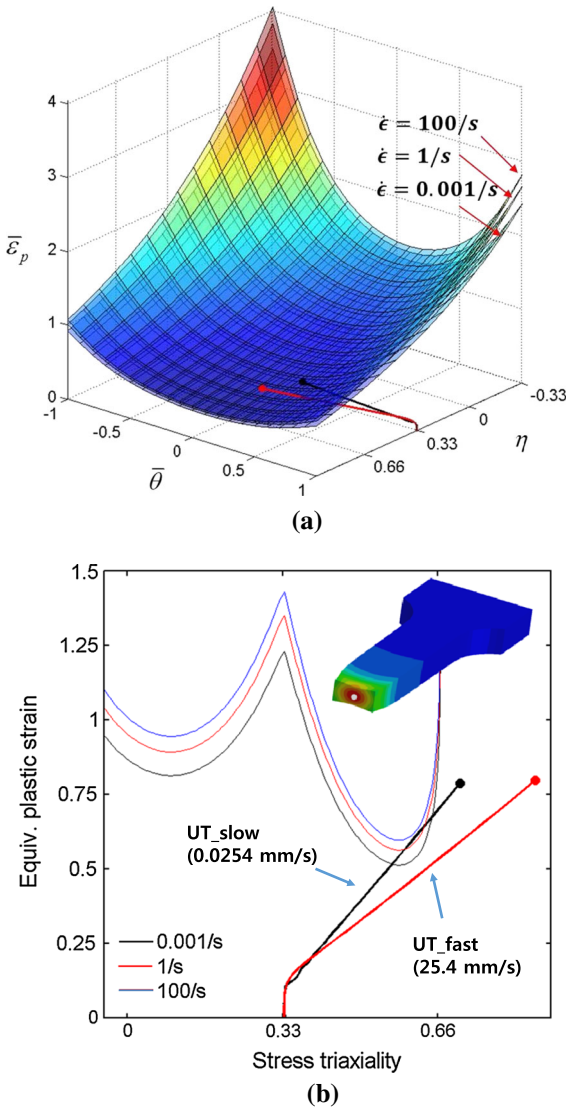 4
3
2
1
0
ε̄p
ε̇ = 100/s
ε̇ = 1/s
ε̇ = 0.001/s
-1
-0.5
0
0.5
1
θ̄
0.66
0.33
0
-0.33
η
(a)
1.5
1.25
1
0.75
0.5
0.25
0
Equiv. plastic strain
UT_slow
(0.0254 mm/s)
UT_fast
(25.4 mm/s)
0.001/s
1/s
100/s
0
0.33
0.66
Stress triaxiality
(b)